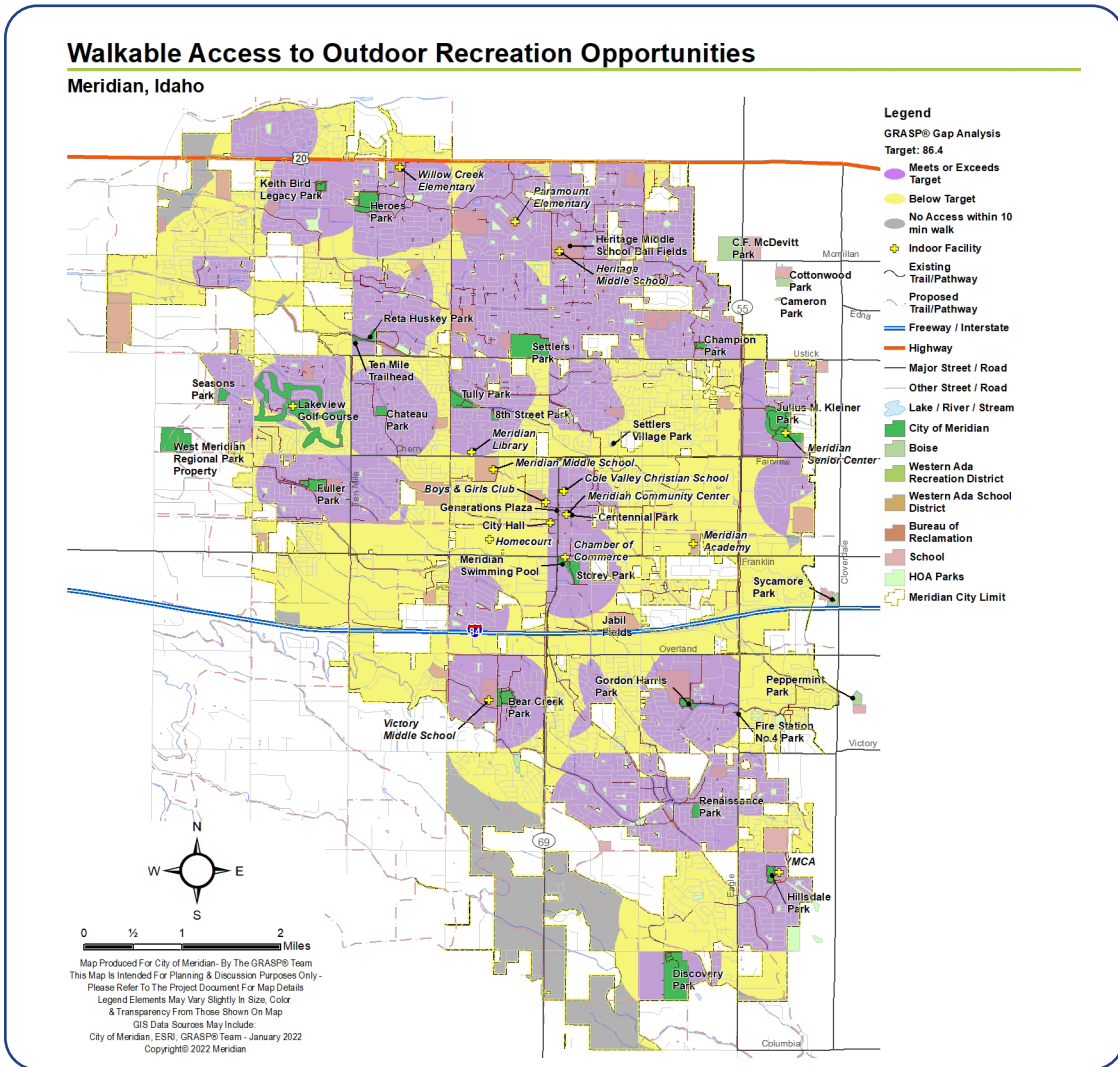 Walkable Access to Outdoor Recreation Opportunities
Meridian, Idaho
Legend
GRASP® Gap Analysis
Target: 86.4
Meets or Exceeds
Target
Below Target
No Access within 10
min walk
Indoor Facility
Existing
Trail/Pathway
Proposed
Trail/Pathway
Freeway / Interstate
Highway
Major Street / Road
Other Street / Road
Lake / River / Stream
City of Meridian
Boise
Western Ada
Recreation District
Western Ada School
District
Bureau of
Reclamation
School
HOA Parks
Meridian City Limit
20
Willow Creek
Elementary
Keith Bird
Legacy Park
Heroes
Park
Paramount
Elementary
Heritage Middle
School Ball Fields
Heritage
Middle School
C.F. McDevitt
Park
Mcmillan
Cottonwood
Park
Cameron
Park
55
Edna
Reta Huskey Park
Settlers
Park
Champion
Park
Ustick
Ten Mile
Trailhead
Seasons
Park
Lakeview
Golf Course
Chateau
Park
Tully Park
8th Street Park
Julius M. Kleiner
Park
Settlers
Village Park
Meridian
Library
Cherry
West Meridian
Regional Park
Property
Meridian
Senior Center
Fairview
Meridian Middle School
Cole Valley Christian School
Ten Mile
Fuller
Park
Boys & Girls Club
Meridian Community Center
Generations Plaza
Centennial Park
City Hall
Homecourt
Chamber of
Commerce
Meridian
Academy
Meridian
Swimming Pool
Franklin
Storey Park
Sycamore
Park
Cloverdale
84
Jabil
Fields
Overland
Gordon Harris
Park
Peppermint
Park
Bear Creek
Park
Victory
Middle School
Fire Station
No.4 Park
Victory
Renaissance
Park
69
YMCA
Eagle
Hillsdale
Park
Discovery
Park
Columbia
N
W
E
S
0 ½ 1 2
Miles
Map Produced For City of Meridian- By The GRASP® Team
This Map Is Intended For Planning & Discussion Purposes Only -
Please Refer To The Project Document For Map Details
Legend Elements May Vary Slightly In Size, Color
& Transparency From Those Shown On Map
GIS Data Sources May Include:
City of Meridian, ESRI, GRASP® Team - January 2022
Copyright© 2022 Meridian